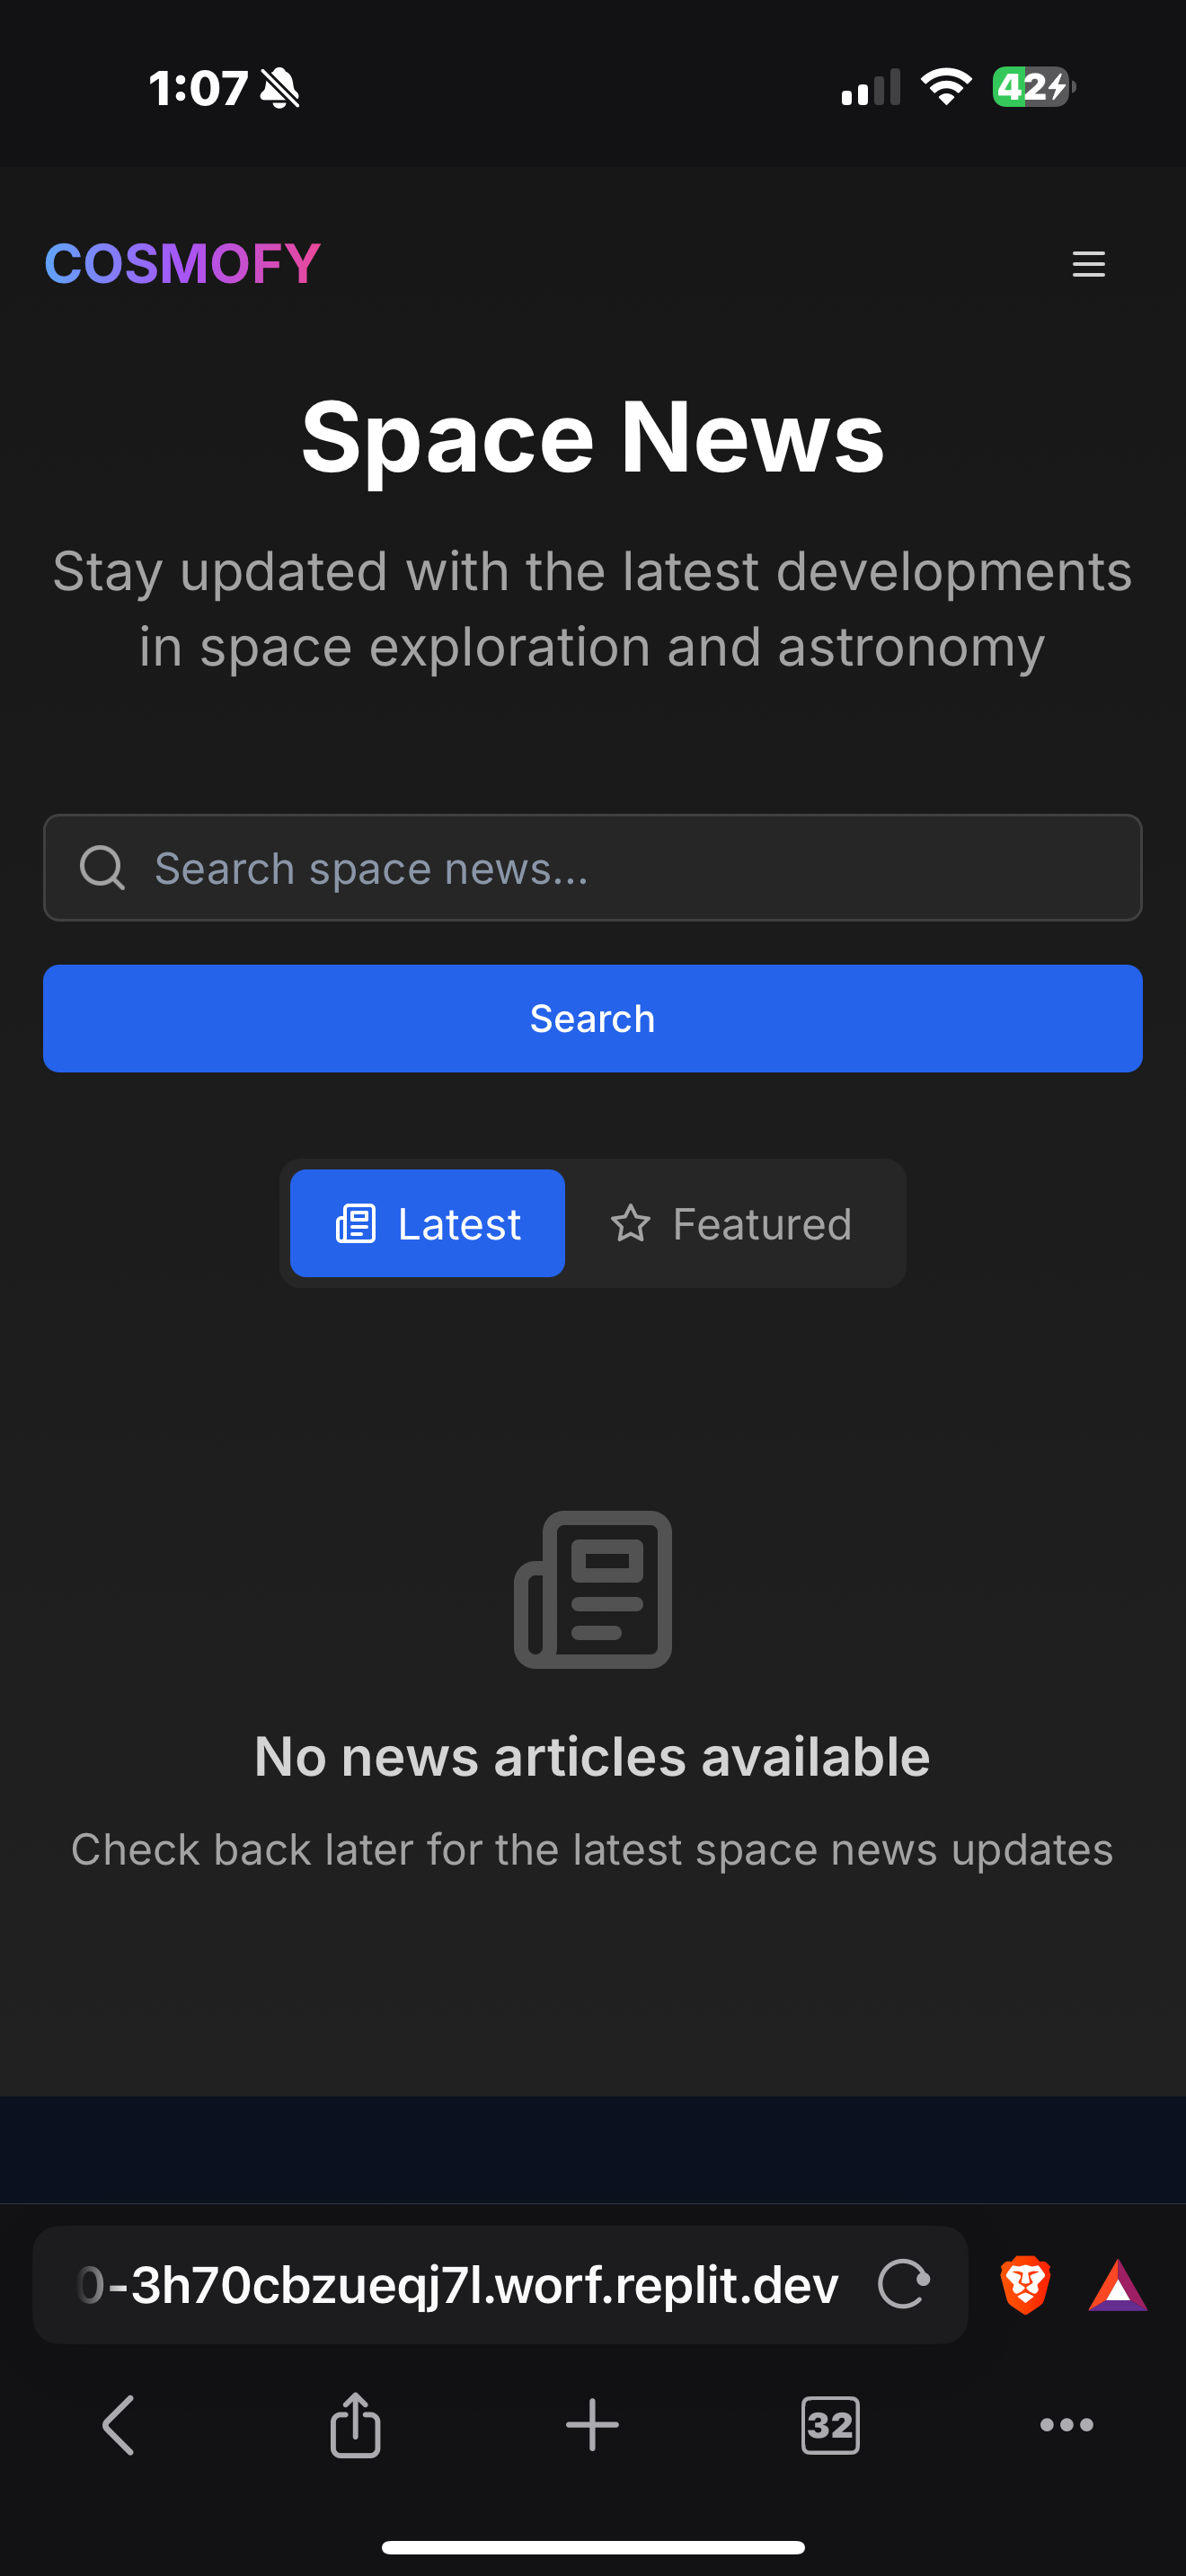 1:07
42
COSMOFY
Space News
Stay updated with the latest developments
in space exploration and astronomy
Search space news...
Search
Latest
Featured
No news articles available
Check back later for the latest space news updates
0-3h70cbzueqj7l.worf.replit.dev
32